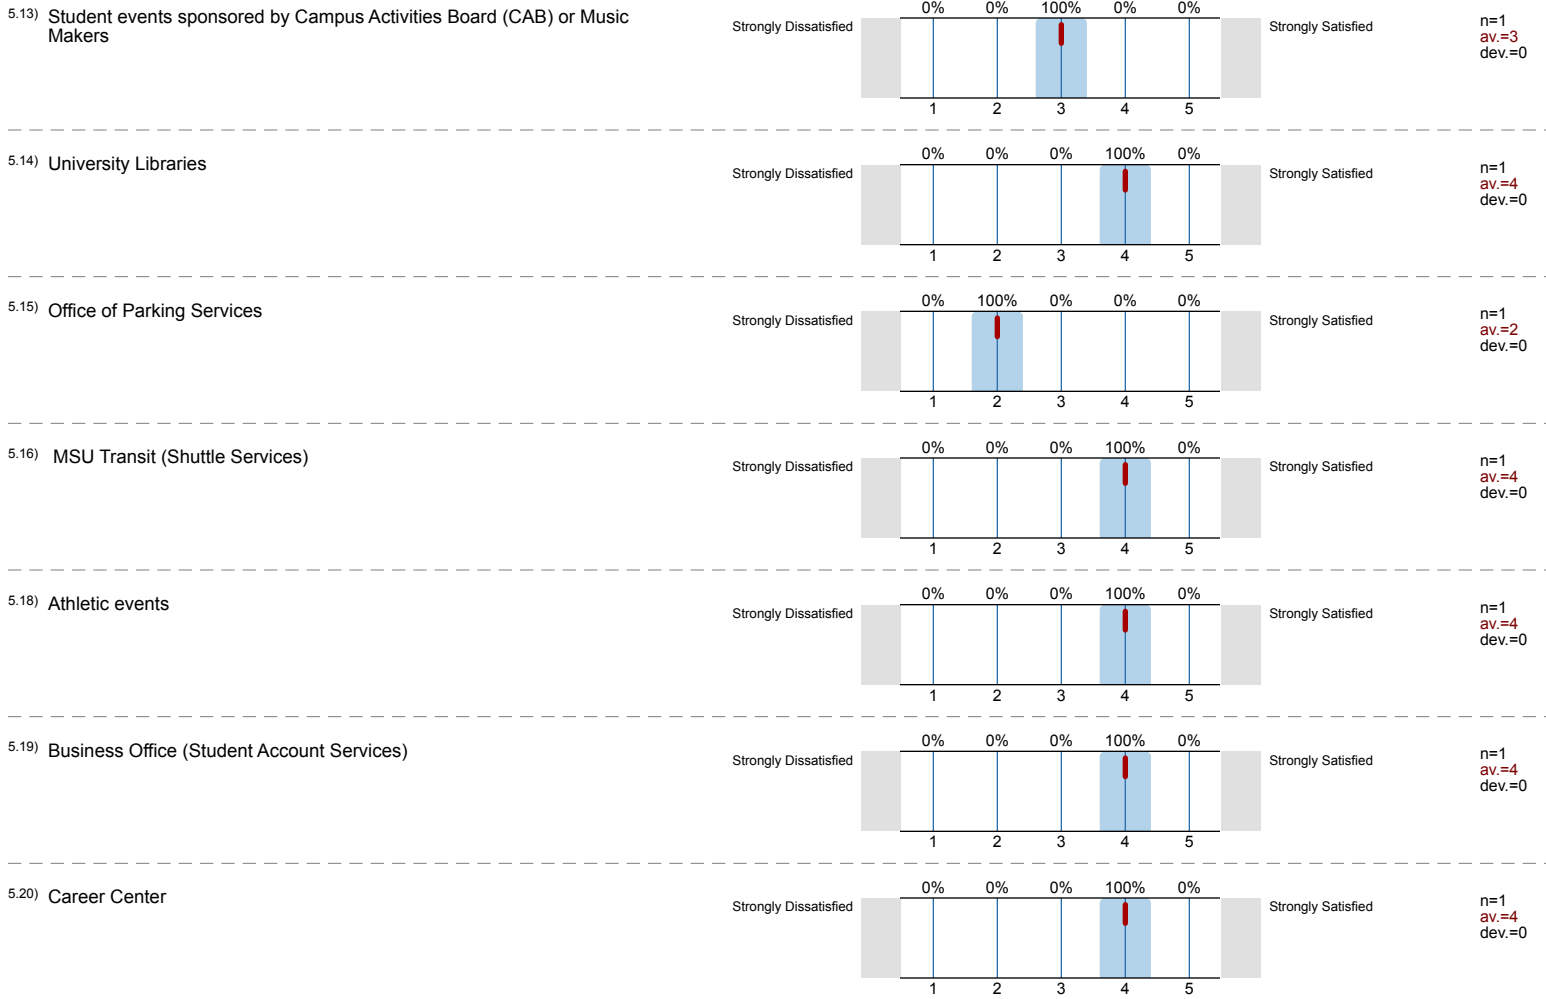 5.13) Student events sponsored by Campus Activities Board (CAB) or Music
Makers
0% 0% 100% 0% 0%
Strongly Dissatisfied Strongly Satisfied
n=1
av.=3
dev.=0
1 2 3 4 5
5.14) University Libraries
0% 0% 0% 100% 0%
Strongly Dissatisfied Strongly Satisfied
n=1
av.=4
dev.=0
1 2 3 4 5
5.15) Office of Parking Services
0% 100% 0% 0% 0%
Strongly Dissatisfied Strongly Satisfied
n=1
av.=2
dev.=0
1 2 3 4 5
5.16) MSU Transit (Shuttle Services)
0% 0% 0% 100% 0%
Strongly Dissatisfied Strongly Satisfied
n=1
av.=4
dev.=0
1 2 3 4 5
5.18) Athletic events
0% 0% 0% 100% 0%
Strongly Dissatisfied Strongly Satisfied
n=1
av.=4
dev.=0
1 2 3 4 5
5.19) Business Office (Student Account Services)
0% 0% 0% 100% 0%
Strongly Dissatisfied Strongly Satisfied
n=1
av.=4
dev.=0
1 2 3 4 5
5.20) Career Center
0% 0% 0% 100% 0%
Strongly Dissatisfied Strongly Satisfied
n=1
av.=4
dev.=0
1 2 3 4 5